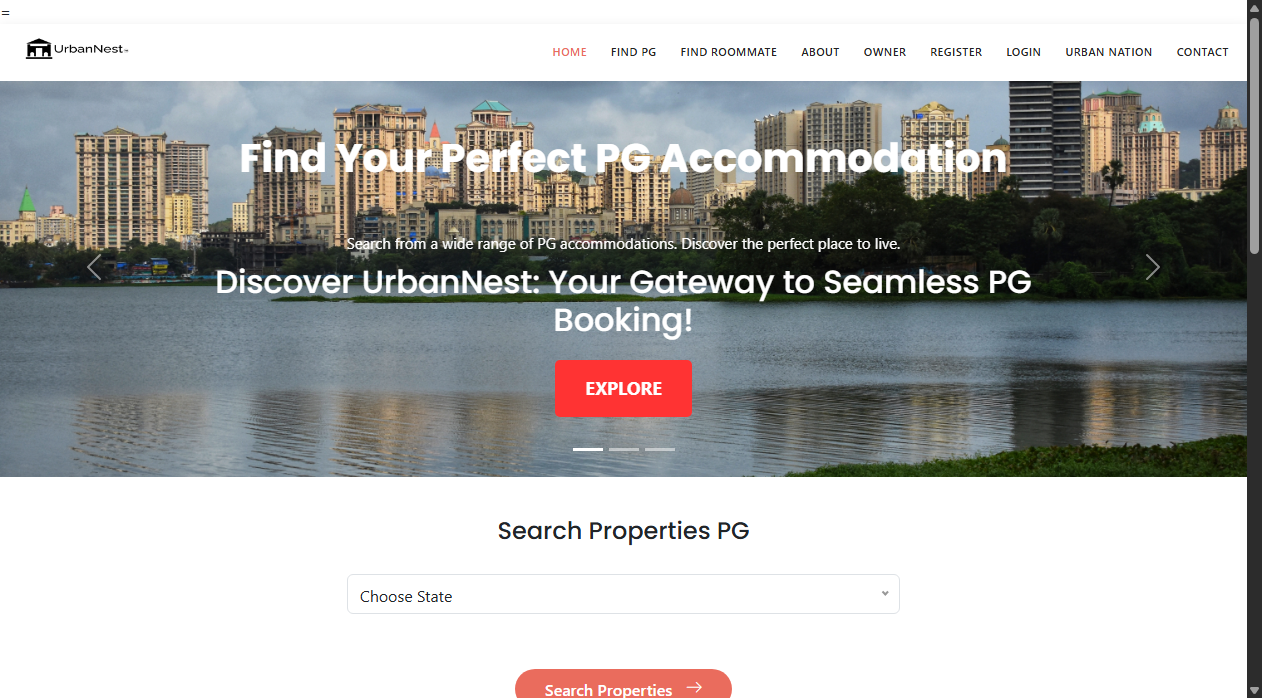 =
UrbanNest
HOME FIND PG FIND ROOMMATE ABOUT OWNER REGISTER LOGIN URBAN NATION CONTACT
Find Your Perfect PG Accommodation
Search from a wide range of PG accommodations. Discover the perfect place to live.
Discover UrbanNest: Your Gateway to Seamless PG
Booking!
EXPLORE
Search Properties PG
Choose State
Search Properties